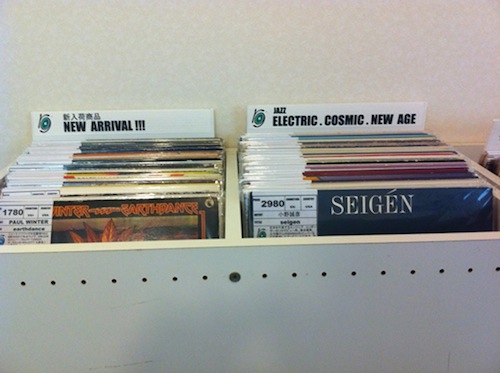 新入荷商品
NEW ARRIVAL!!!
JAZZ
ELECTRIC . COSMIC . NEW AGE
1780
PAUL WINTER
earthdance
EARTHDANCE
2980
小野誠彦
seigen
SEIGÉN